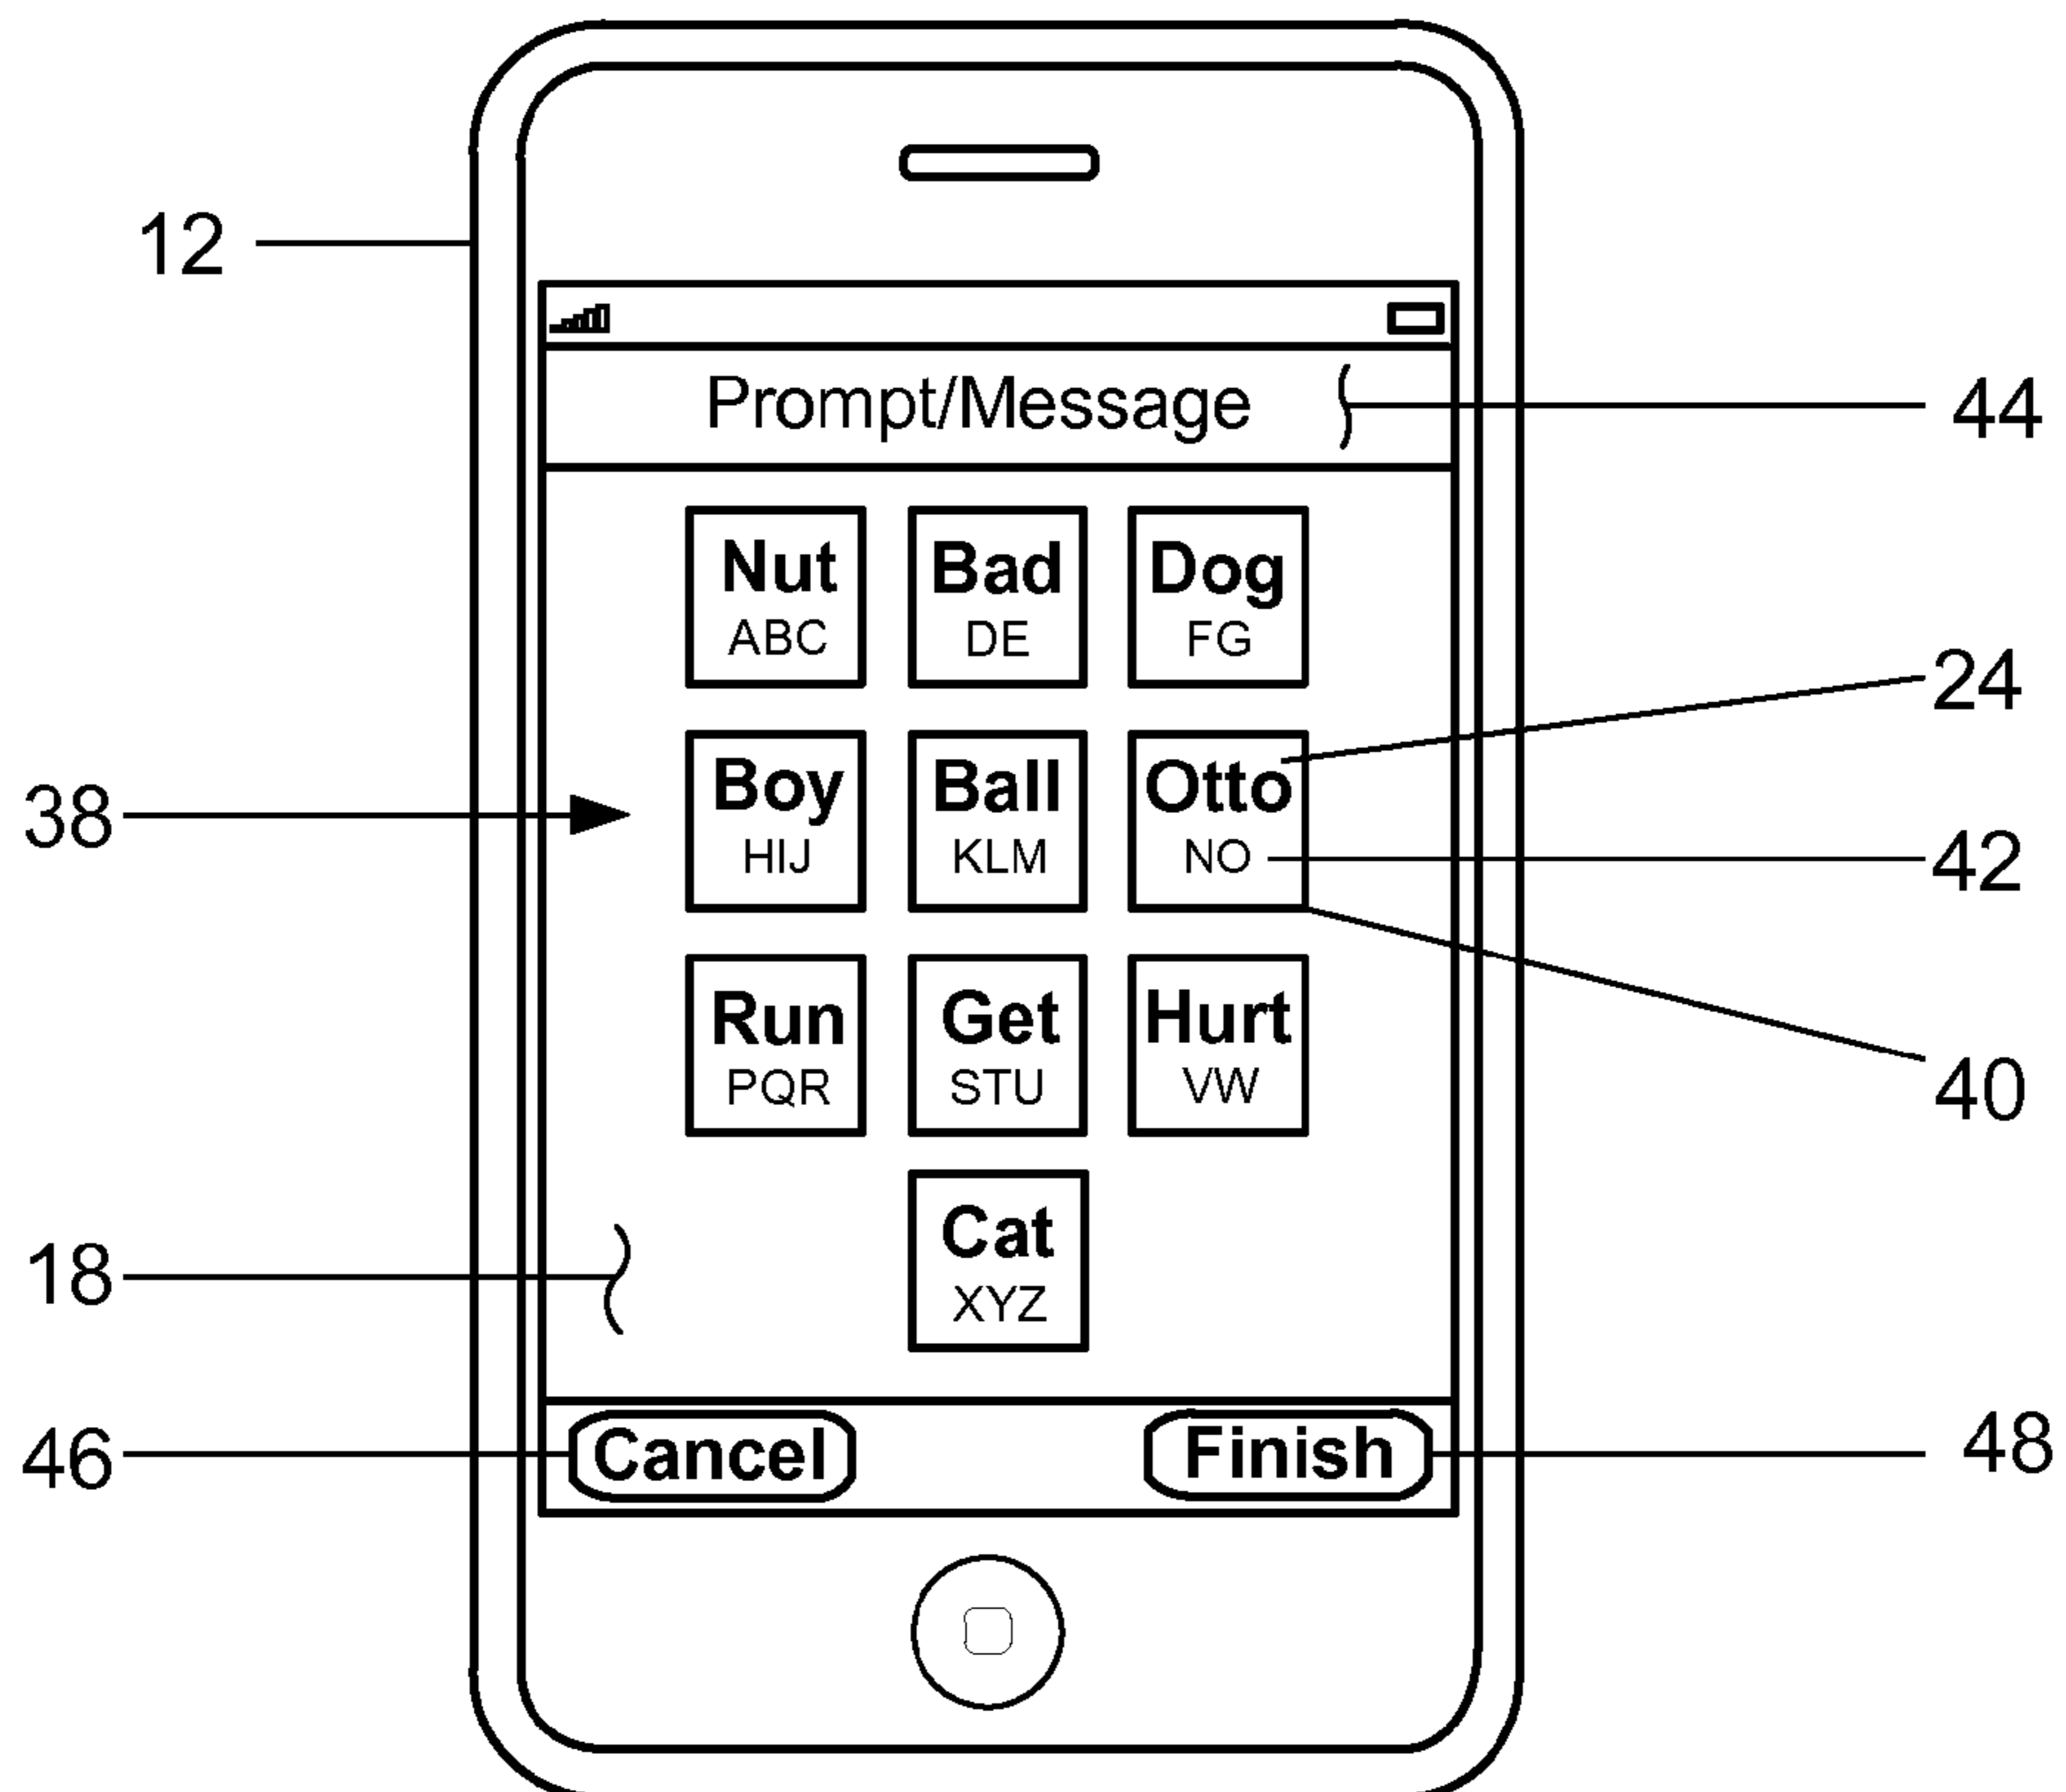 12
Prompt/Message
44
Nut Bad Dog
ABC DE FG
24
Boy Ball Otto
38
HIJ KLM NO
42
Run Get Hurt
PQR STU VW
40
Cat
18
XYZ
46
Cancel Finish
48